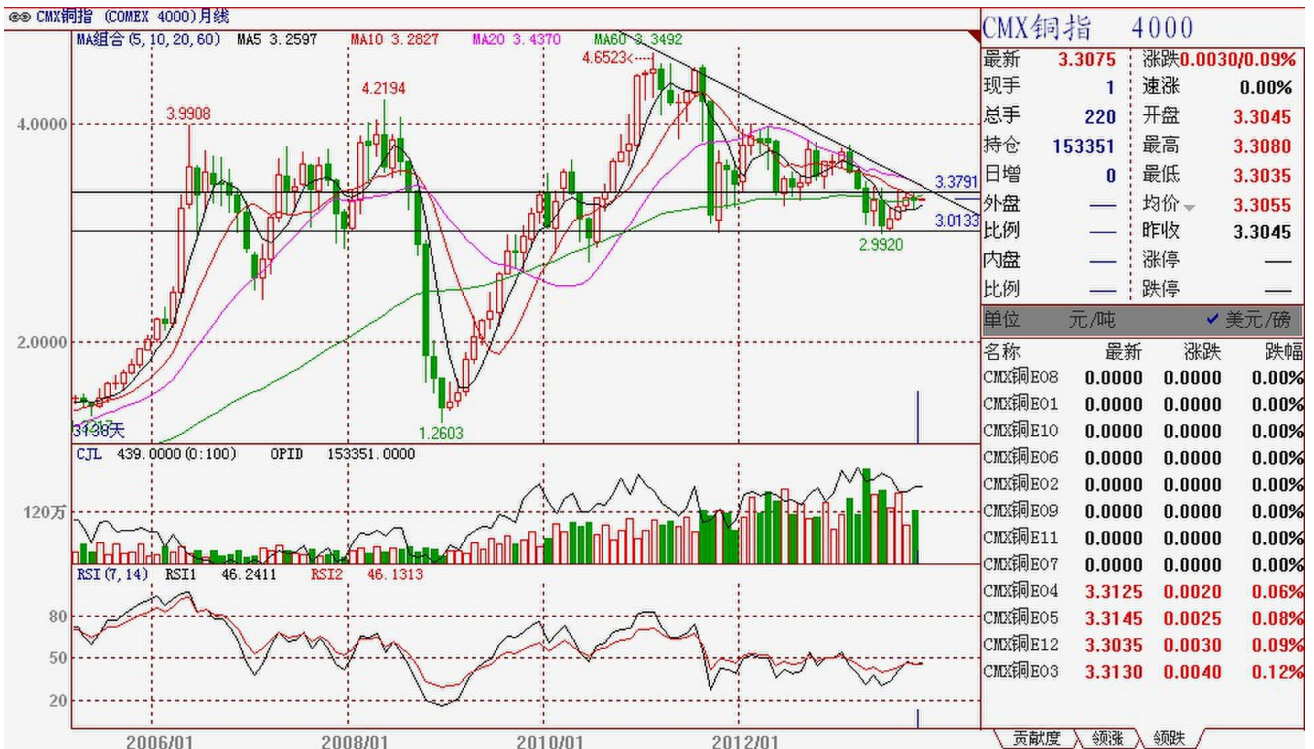 CMX铜指 (COMEX 4000)月线
MA组合(5,10,20,60) MA5 3.2597 MA10 3.2827 MA20 3.4370 MA60 3.3492
4.6523
4.2194
3.9908
4.0000
3.3791
3.0133
2.9920
2.0000
1.2603
3138天
CJL 439.0000(0:100) OPID 153351.0000
120万
RSI(7,14) RSI1 46.2411 RSI2 46.1313
80
50
20
2006/01 2008/01 2010/01 2012/01
CMX铜指 4000
最新 3.3075 涨跌0.0030/0.09%
现手 1 速涨 0.00%
总手 220 开盘 3.3045
持仓 153351 最高 3.3080
日增 0 最低 3.3035
外盘 — 均价 3.3055
比例 — 昨收 3.3045
内盘 — 涨停 —
比例 — 跌停 —
单位 元/吨 ✓美元/磅
名称 最新 涨跌 跌幅
CMX铜E08 0.0000 0.0000 0.00%
CMX铜E01 0.0000 0.0000 0.00%
CMX铜E10 0.0000 0.0000 0.00%
CMX铜E06 0.0000 0.0000 0.00%
CMX铜E02 0.0000 0.0000 0.00%
CMX铜E09 0.0000 0.0000 0.00%
CMX铜E11 0.0000 0.0000 0.00%
CMX铜E07 0.0000 0.0000 0.00%
CMX铜E04 3.3125 0.0020 0.06%
CMX铜E05 3.3145 0.0025 0.08%
CMX铜E12 3.3035 0.0030 0.09%
CMX铜E03 3.3130 0.0040 0.12%
贡献度 领涨 领跌